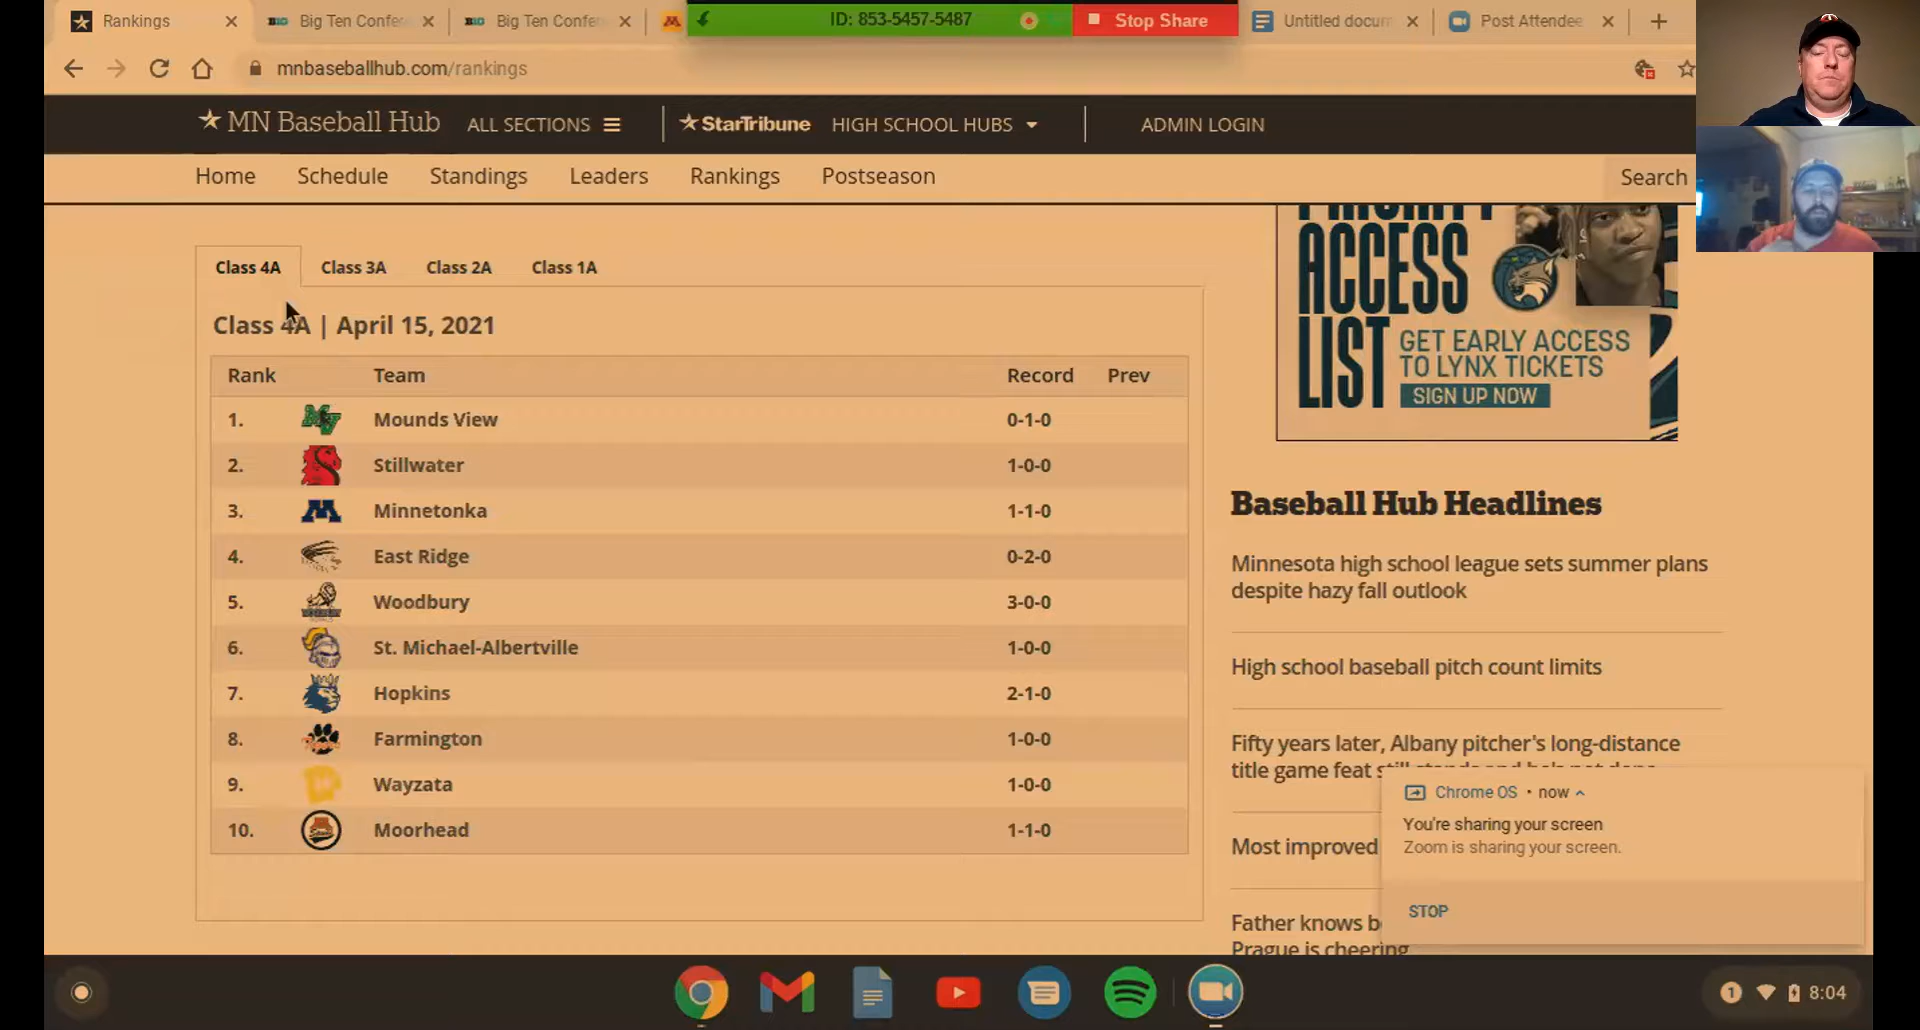 Rankings
Big Ten Confe
Big Ten Confe
ID: 853-5457-5487
Stop Share
Untitled docum
Post Attendee
mnbaseballhub.com/rankings
MN Baseball Hub
ALL SECTIONS
StarTribune
HIGH SCHOOL HUBS
ADMIN LOGIN
Home Schedule Standings Leaders Rankings Postseason
Search
ACCESS
LIST
GET EARLY ACCESS
TO LYNX TICKETS
SIGN UP NOW
Class 4A Class 3A Class 2A Class 1A
Class 4A | April 15, 2021
Rank Team Record Prev
1. Mounds View 0-1-0
2. Stillwater 1-0-0
3. Minnetonka 1-1-0
4. East Ridge 0-2-0
5. Woodbury 3-0-0
6. St. Michael-Albertville 1-0-0
7. Hopkins 2-1-0
8. Farmington 1-0-0
9. Wayzata 1-0-0
10. Moorhead 1-1-0
Baseball Hub Headlines
Minnesota high school league sets summer plans
despite hazy fall outlook
High school baseball pitch count limits
Fifty years later, Albany pitcher's long-distance
title game feat
Most improved
Father knows b
Prague is cheering
Chrome OS • now
You're sharing your screen
Zoom is sharing your screen.
STOP
1
8:04